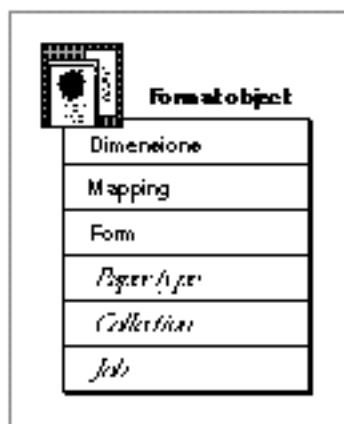 Format object
Dimensions
Mapping
Form
Paper type
Collection
Job